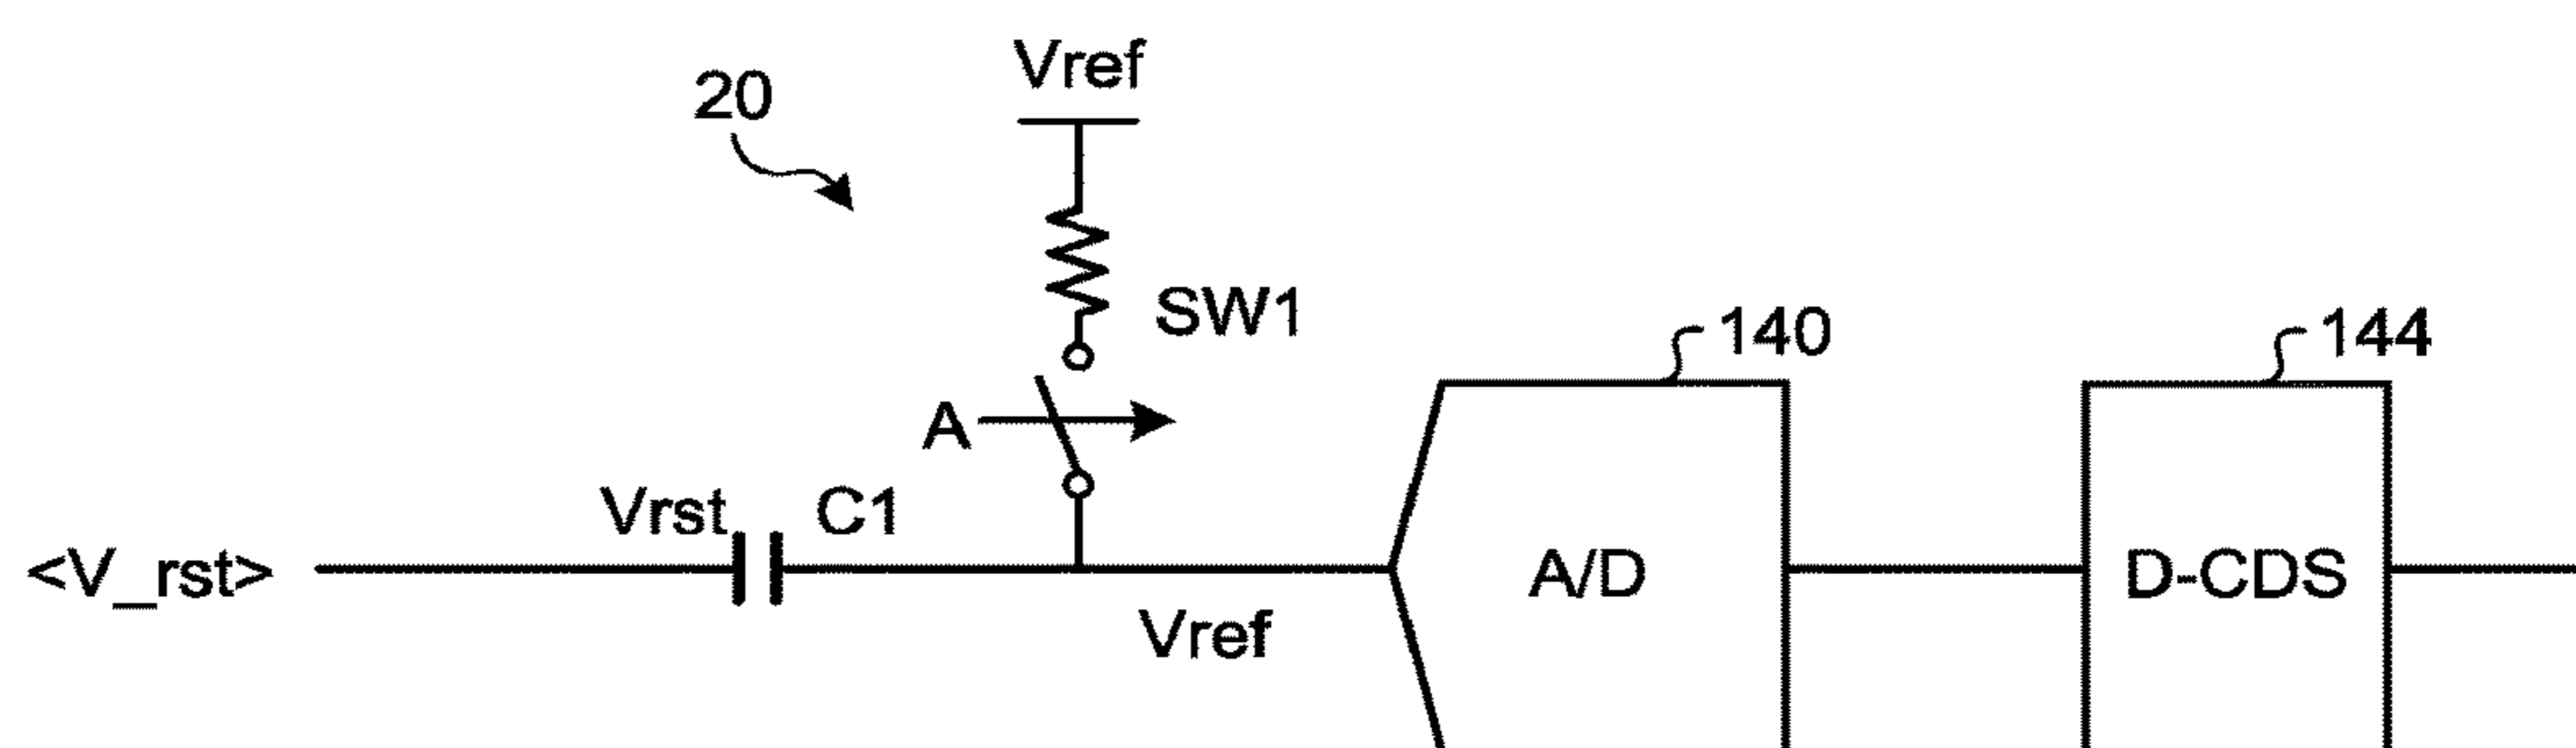 Vref
20
SW1
140
144
A
Vrst
C1
<V_rst>
A/D
D-CDS
Vref